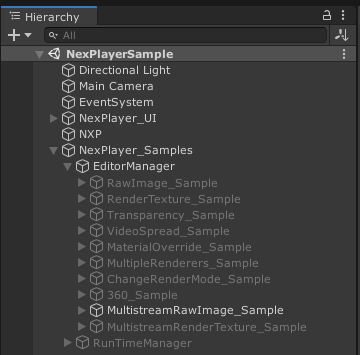 Hierarchy
All
NexPlayerSample
Directional Light
Main Camera
EventSystem
NexPlayer_UI
NXP
NexPlayer_Samples
EditorManager
RawImage_Sample
RenderTexture_Sample
Transparency_Sample
VideoSpread_Sample
MaterialOverride_Sample
MultipleRenderers_Sample
ChangeRenderMode_Sample
360_Sample
MultistreamRawImage_Sample
MultistreamRenderTexture_Sample
RunTimeManager